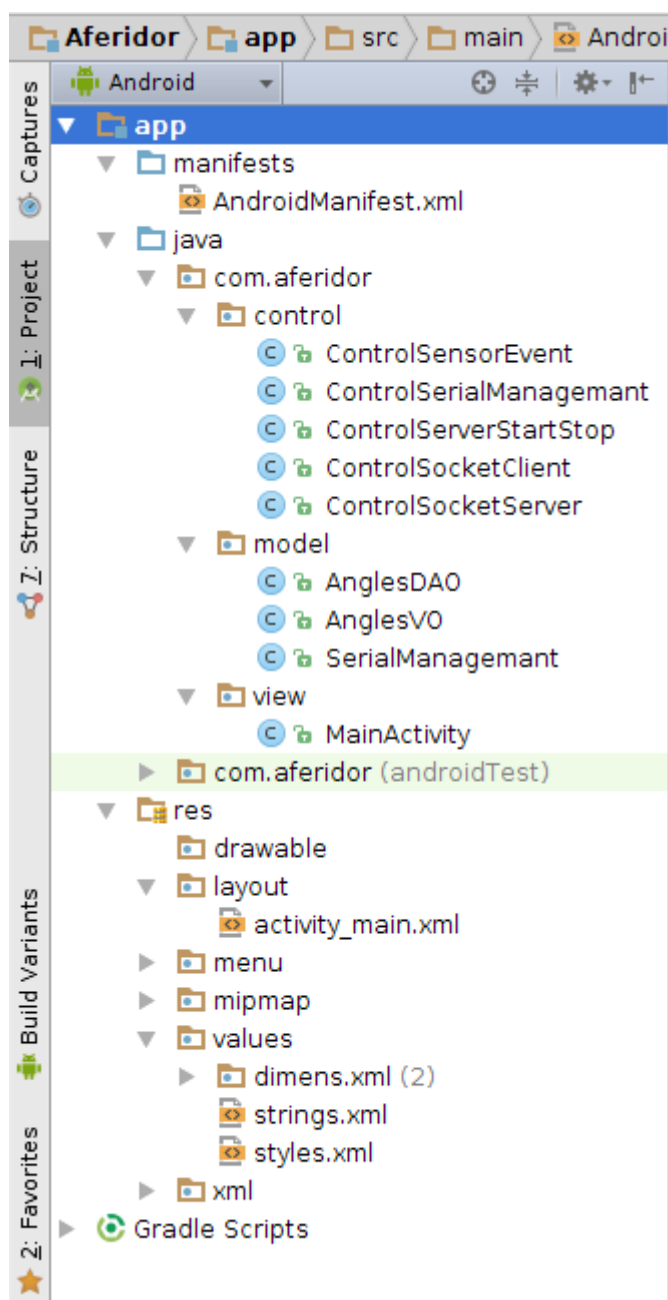 Aferidor app src main Androi
Android
app
manifests
AndroidManifest.xml
java
com.aferidor
control
ControlSensorEvent
ControlSerialManagemant
ControlServerStartStop
ControlSocketClient
ControlSocketServer
model
AnglesDAO
AnglesVO
SerialManagemant
view
MainActivity
com.aferidor (androidTest)
res
drawable
layout
activity_main.xml
menu
mipmap
values
dimens.xml (2)
strings.xml
styles.xml
xml
Gradle Scripts
Captures
1: Project
7: Structure
Build Variants
2: Favorites